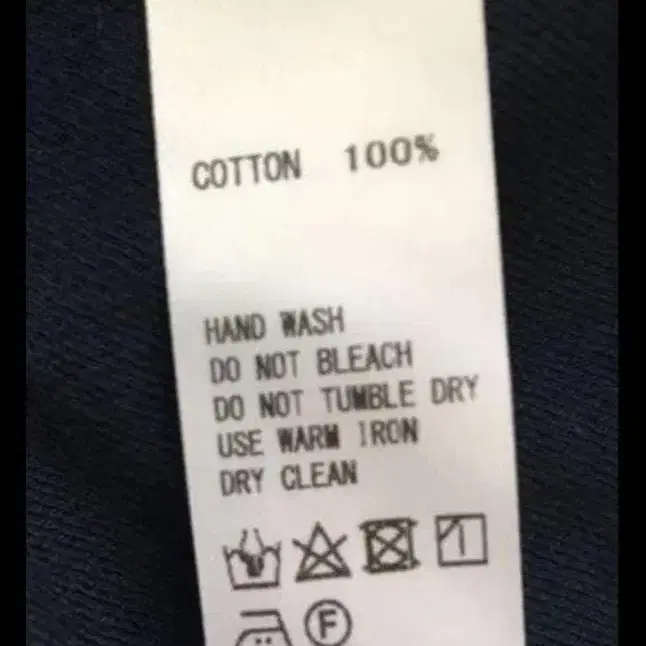 COTTON 100%
HAND WASH
DO NOT BLEACH
DO NOT TUMBLE DRY
USE WARM IRON
DRY CLEAN
F